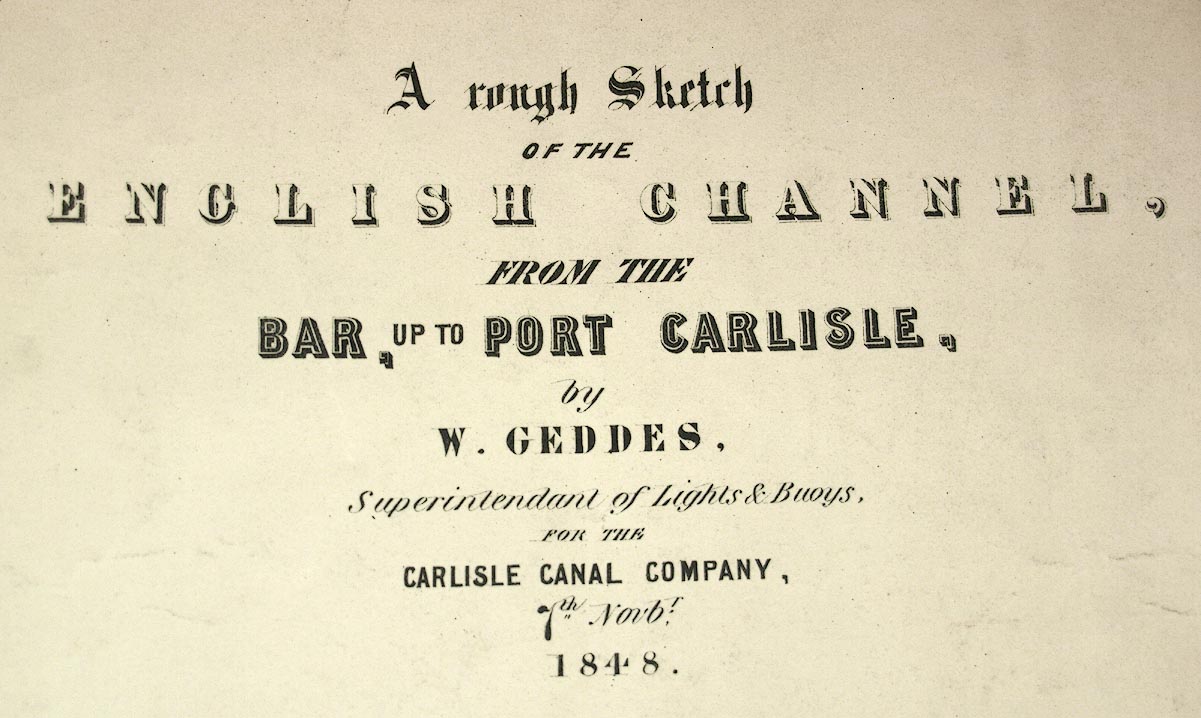 A rough Sketch
OF THE
ENGLISH CHANNEL,
FROM THE
BAR, UP TO PORT CARLISLE,
by
W. GEDDES,
Superintendant of Lights & Buoys,
FOR THE
CARLISLE CANAL COMPANY,
7th Novbr
1848.